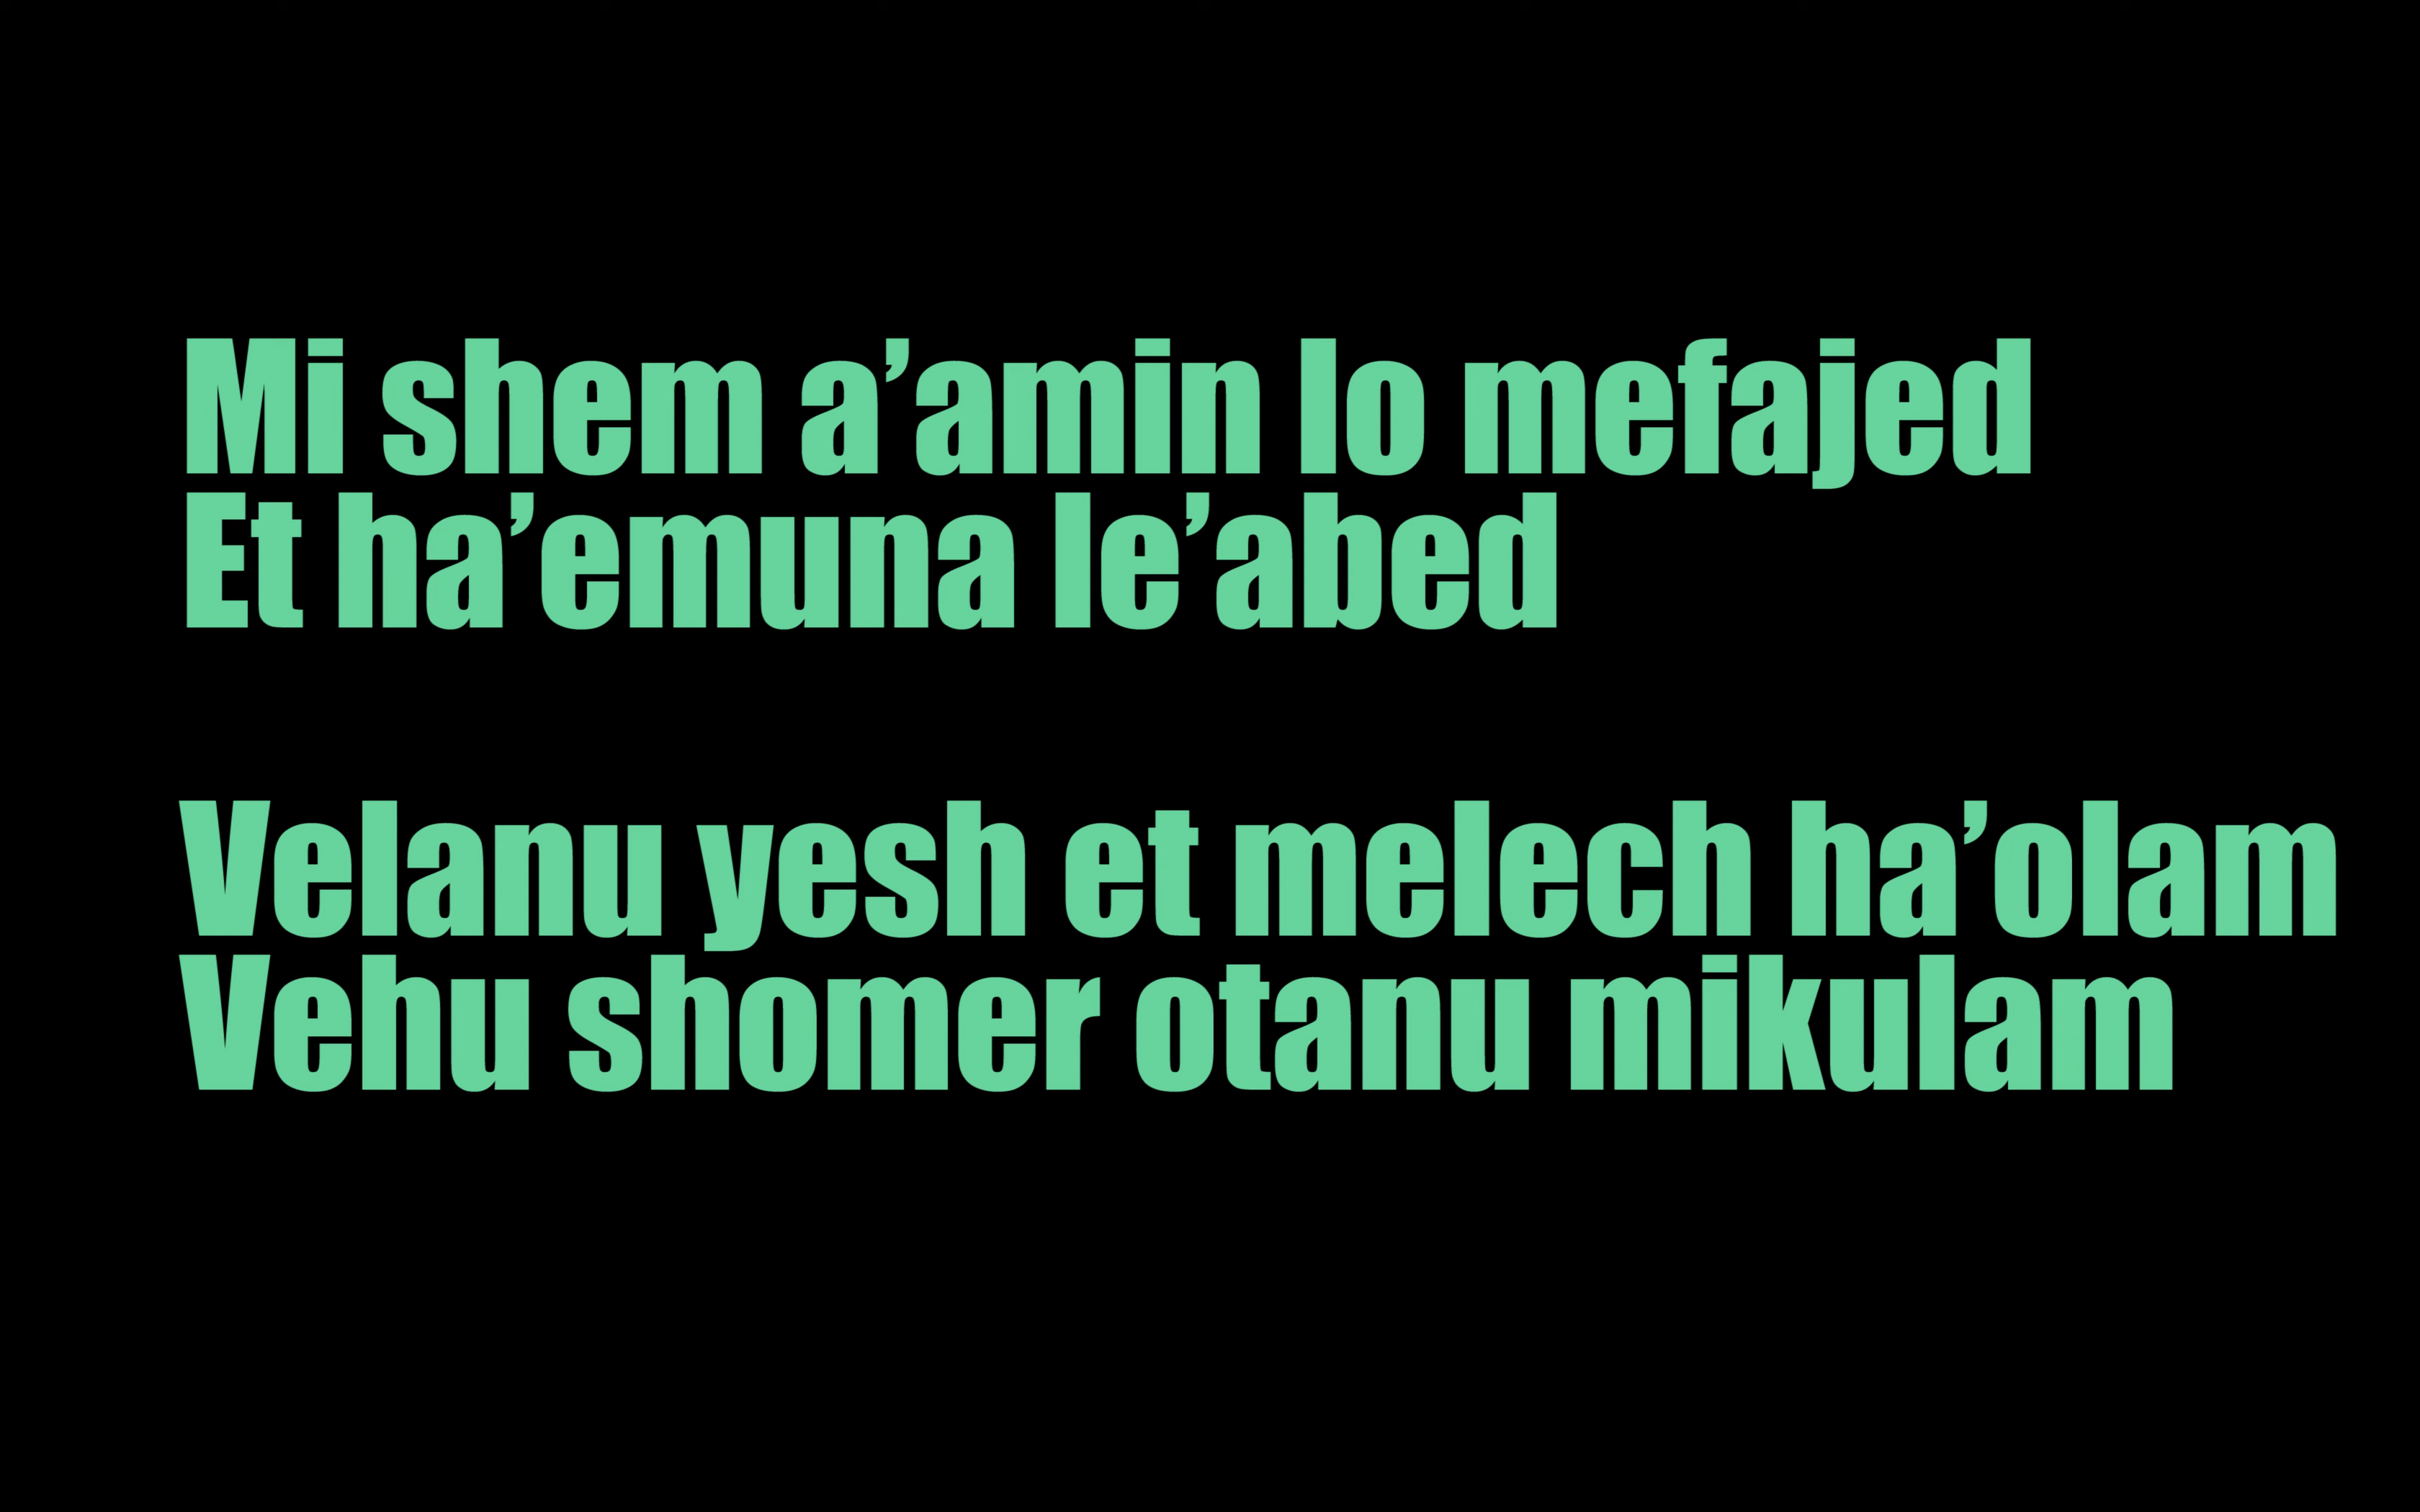 Mi shem a’amin lo mefajed
Et ha’emuna le’abed
Velanu yesh et melech ha’olam
Vehu shomer otanu mikulam